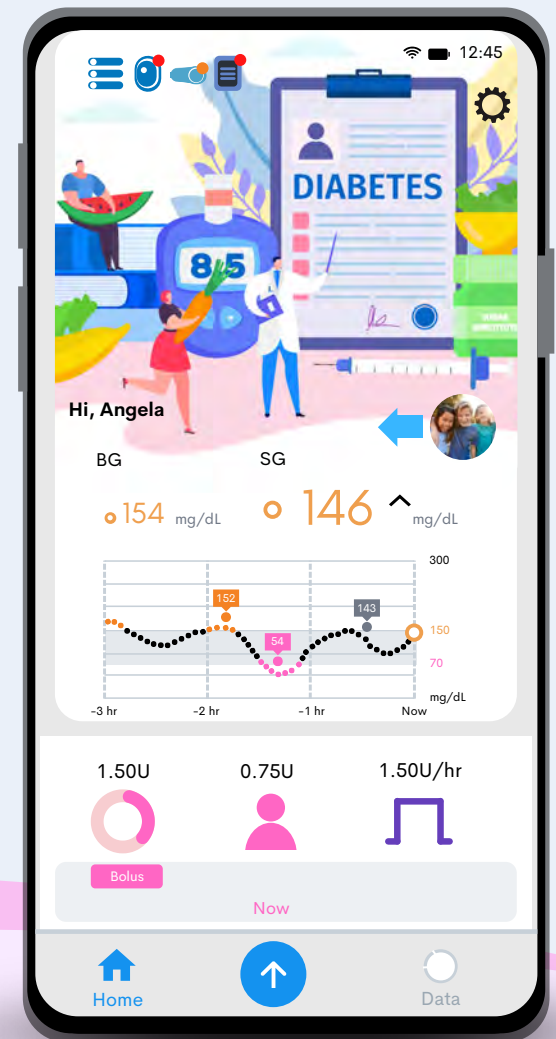 12:45
DIABETES
8/5
Hi, Angela
BG
SG
154 mg/dL
146 mg/dL
300
152
143
150
54
70
mg/dL
-3 hr
-2 hr
-1 hr
Now
1.50U
0.75U
1.50U/hr
Bolus
Now
Home
Data